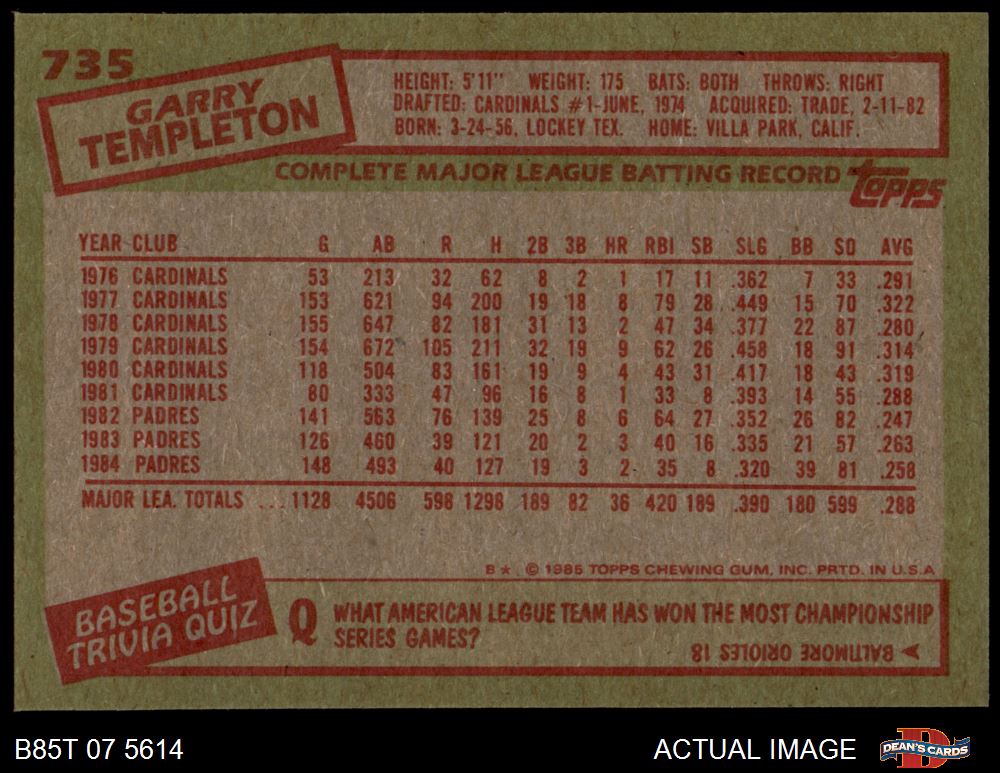 735
GARRY
TEMPLETON
HEIGHT: 5'11" WEIGHT: 175 BATS: BOTH THROWS: RIGHT
DRAFTED: CARDINALS #1-JUNE, 1974 ACQUIRED: TRADE, 2-11-82
BORN: 3-24-56, LOCKEY TEX. HOME: VILLA PARK, CALIF.
COMPLETE MAJOR LEAGUE BATTING RECORD
TOPPS
YEAR CLUB G AB R H 2B 3B HR RBI SB SLG BB SO AVG
1976 CARDINALS 53 213 32 62 8 2 1 17 11 .362 7 33 .291
1977 CARDINALS 153 621 94 200 19 18 8 79 28 .449 15 70 .322
1978 CARDINALS 155 647 82 181 31 13 2 47 34 .377 22 87 .280
1979 CARDINALS 154 672 105 211 32 19 9 62 26 .458 18 91 .314
1980 CARDINALS 118 504 83 161 19 9 4 43 31 .417 18 43 .319
1981 CARDINALS 80 333 47 96 16 8 1 33 8 .393 14 55 .288
1982 PADRES 141 563 76 139 25 8 6 64 27 .352 26 82 .247
1983 PADRES 126 460 39 121 20 2 3 40 16 .335 21 57 .263
1984 PADRES 148 493 40 127 19 3 2 35 8 .320 39 81 .258
MAJOR LEA. TOTALS ... 1128 4506 598 1298 189 82 36 420 189 .390 180 599 .288
B★ © 1985 TOPPS CHEWING GUM, INC. PRTD. IN U.S.A
BASEBALL
TRIVIA QUIZ
Q WHAT AMERICAN LEAGUE TEAM HAS WON THE MOST CHAMPIONSHIP
SERIES GAMES?
A BALTIMORE ORIOLES 18
B85T 07 5614
ACTUAL IMAGE
DEAN'S CARDS